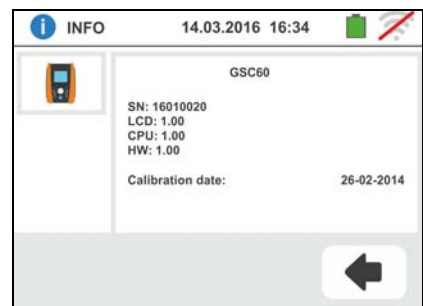 i INFO 14.03.2016 16:34
GSC60
SN: 16010020
LCD: 1.00
CPU: 1.00
HW: 1.00
Calibration date: 26-02-2014